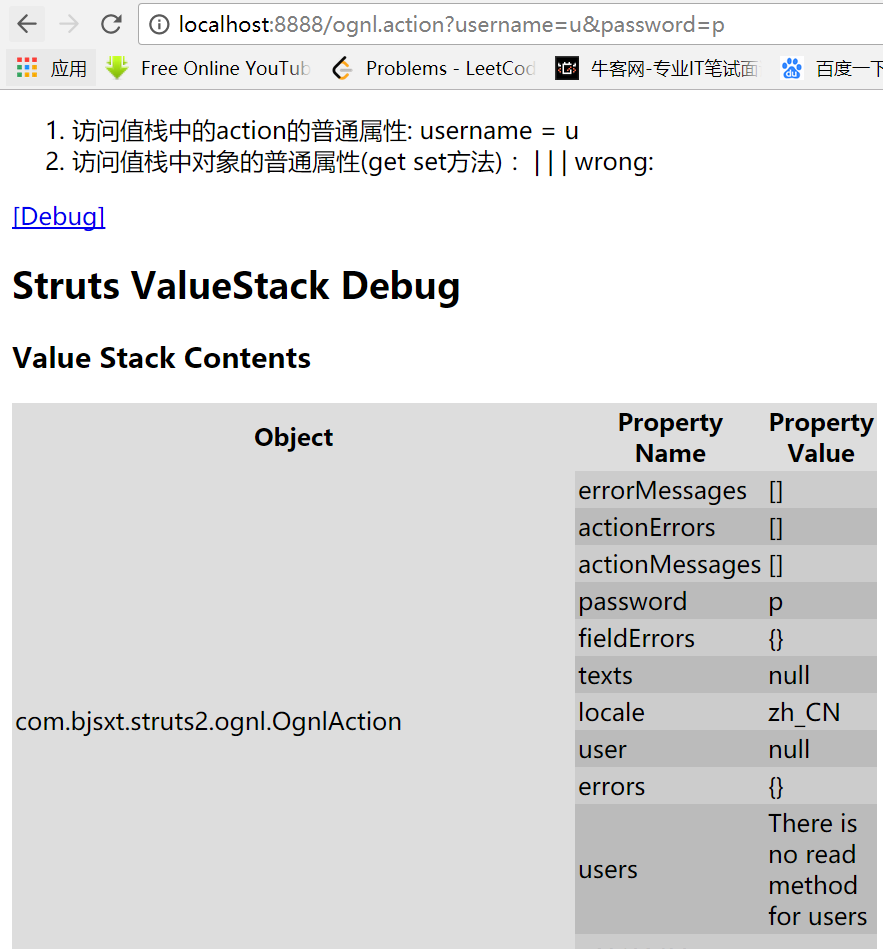 localhost:8888/ognl.action?username=u&password=p
应用 Free Online YouTub Problems - LeetCod 牛客网-专业IT笔试面 百度一下
1. 访问值栈中的action的普通属性: username = u
2. 访问值栈中对象的普通属性(get set方法)： | | | wrong:
[Debug]
Struts ValueStack Debug
Value Stack Contents
Object Property Name Property Value
errorMessages []
actionErrors []
actionMessages []
password p
fieldErrors {}
texts null
com.bjsxt.struts2.ognl.OgnlAction
locale zh_CN
user null
errors {}
users There is no read method for users